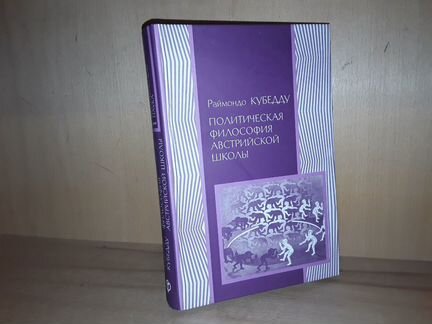 Раймондо КУБЕДДУ
ПОЛИТИЧЕСКАЯ
ФИЛОСОФИЯ
АВСТРИЙСКОЙ
ШКОЛЫ
КУБЕДДУ
АВСТРИЙСКОЙ ШКОЛЫ